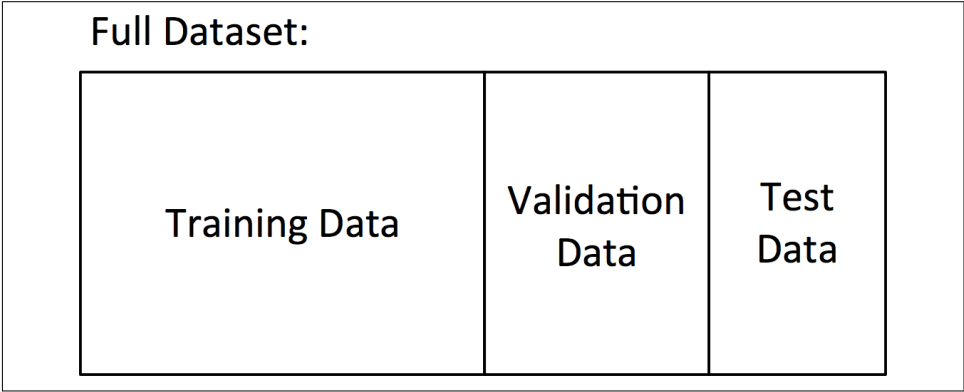 Full Dataset:
Training Data
Validation
Data
Test
Data